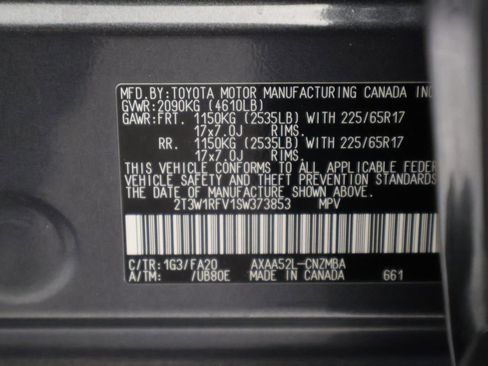 MFD.BY:TOYOTA MOTOR MANUFACTURING CANADA INC
GVWR:2090KG (4610LB)
GAWR:FRT. 1150KG (2535LB) WITH 225/65R17
17x7.0J RIMS.
RR. 1150KG (2535LB) WITH 225/65R17
17x7.0J RIMS.
THIS VEHICLE CONFORMS TO ALL APPLICABLE FEDER
VEHICLE SAFETY AND THEFT PREVENTION STANDARDS
THE DATE OF MANUFACTURE SHOWN ABOVE.
2T3W1RFV1SW373853 MPV
C/TR:1G3/FA20 AXAA52L-CNZMBA
A/TM: /UB80E MADE IN CANADA 661